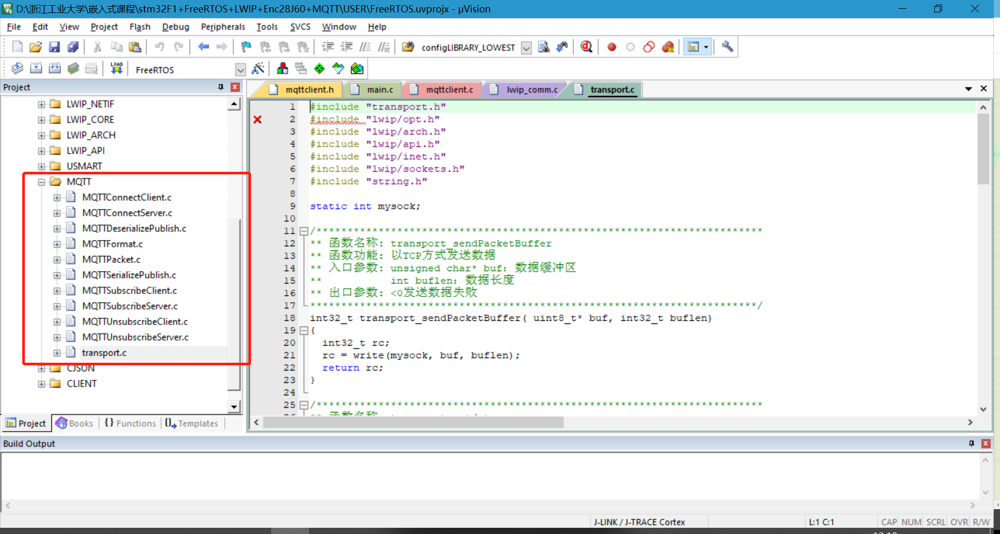 D:\浙江工业大学\嵌入式课程\stm32F1+FreeRTOS+LWIP+Enc28J60+MQTT\USER\FreeRTOS.uvprojx - µVision
File Edit View Project Flash Debug Peripherals Tools SVCS Window Help
configLIBRARY_LOWEST
LOAD FreeRTOS
Project
mqttclient.h main.c mqttclient.c lwip_comm.c transport.c
LWIP_NETIF
LWIP_CORE
LWIP_ARCH
LWIP_API
USMART
MQTT
MQTTConnectClient.c
MQTTConnectServer.c
MQTTDeserializePublish.c
MQTTFormat.c
MQTTPacket.c
MQTTSerializePublish.c
MQTTSubscribeClient.c
MQTTSubscribeServer.c
MQTTUnsubscribeClient.c
MQTTUnsubscribeServer.c
transport.c
CJSON
CLIENT
Project Books {} Functions Templates
1 #include "transport.h"
2 #include "lwip/opt.h"
3 #include "lwip/arch.h"
4 #include "lwip/api.h"
5 #include "lwip/inet.h"
6 #include "lwip/sockets.h"
7 #include "string.h"
8
9 static int mysock;
10
11 /************************************************************************
12 ** 函数名称: transport_sendPacketBuffer
13 ** 函数功能: 以TCP方式发送数据
14 ** 入口参数: unsigned char* buf: 数据缓冲区
15 ** int buflen: 数据长度
16 ** 出口参数: <0发送数据失败
17 ************************************************************************/
18 int32_t transport_sendPacketBuffer( uint8_t* buf, int32_t buflen)
19 {
20 int32_t rc;
21 rc = write(mysock, buf, buflen);
22 return rc;
23 }
24
25 /************************************************************************
Build Output
J-LINK / J-TRACE Cortex L:1 C:1 CAP NUM SCRL OVR R/W